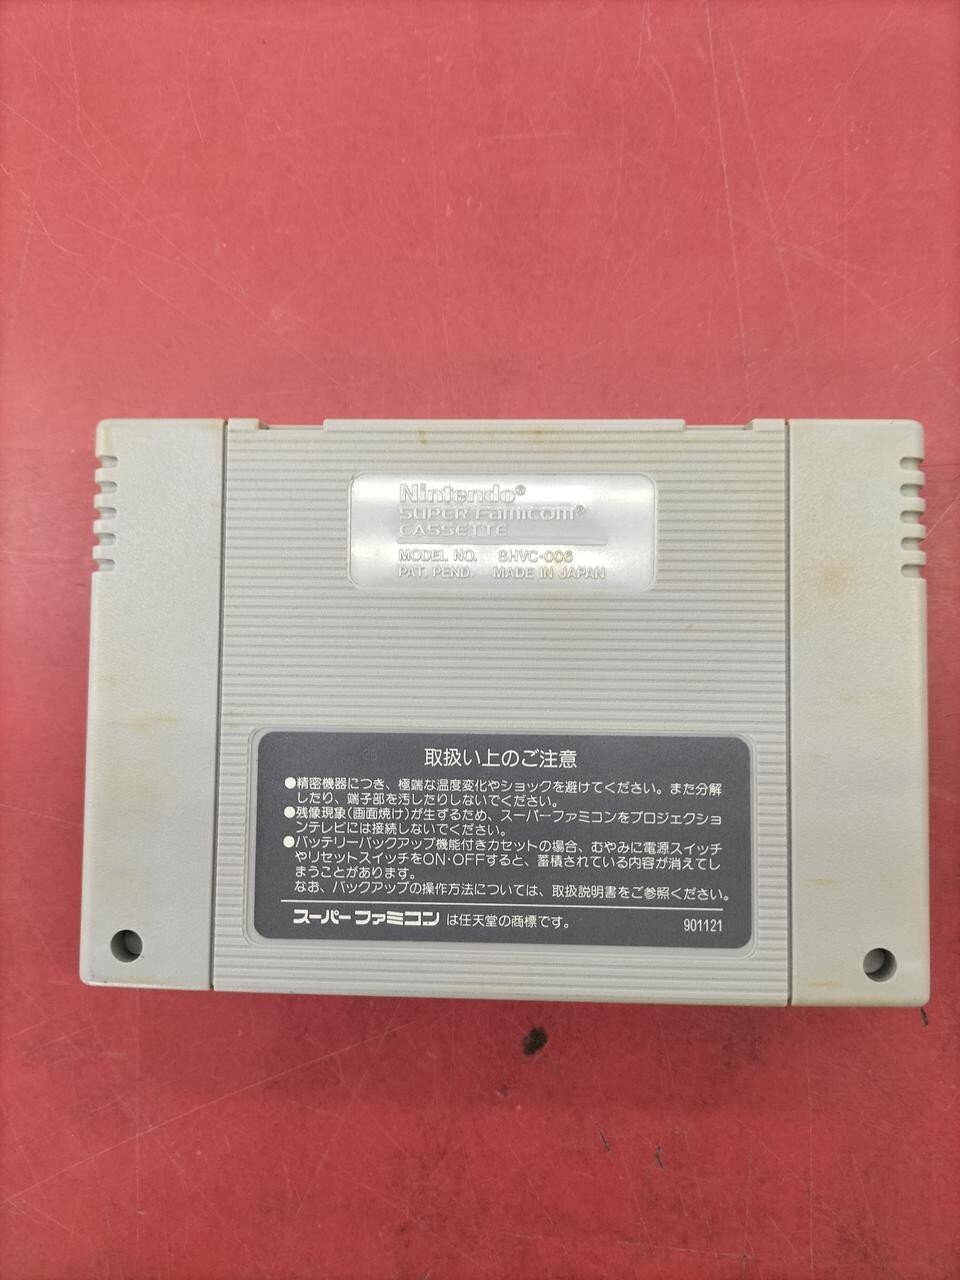 Nintendo®
SUPER Famicom®
CASSETTE
MODEL NO. SHVC-006
PAT. PEND. MADE IN JAPAN
取扱い上のご注意
●精密機器につき、極端な温度変化やショックを避けてください。また分解
したり、端子部を汚したりしないでください。
●残像現象(画面焼け)が生ずるため、スーパーファミコンをプロジェクショ
ンテレビには接続しないでください。
●バッテリーバックアップ機能付きカセットの場合、むやみに電源スイッチ
やリセットスイッチをON・OFFすると、蓄積されている内容が消えてし
まうことがあります。
なお、バックアップの操作方法については、取扱説明書をご参照ください。
スーパーファミコン は任天堂の商標です。 901121